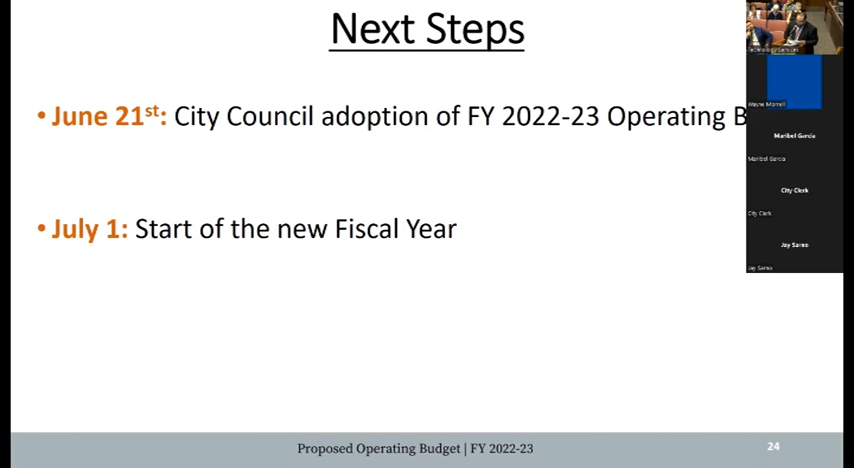 Next Steps
• June 21st: City Council adoption of FY 2022-23 Operating B
• July 1: Start of the new Fiscal Year
Technology Services
Wayne Morrell
Maribel Garcia
Maribel Garcia
City Clerk
City Clerk
Jay Sarno
Jay Sarno
Proposed Operating Budget | FY 2022-23
24